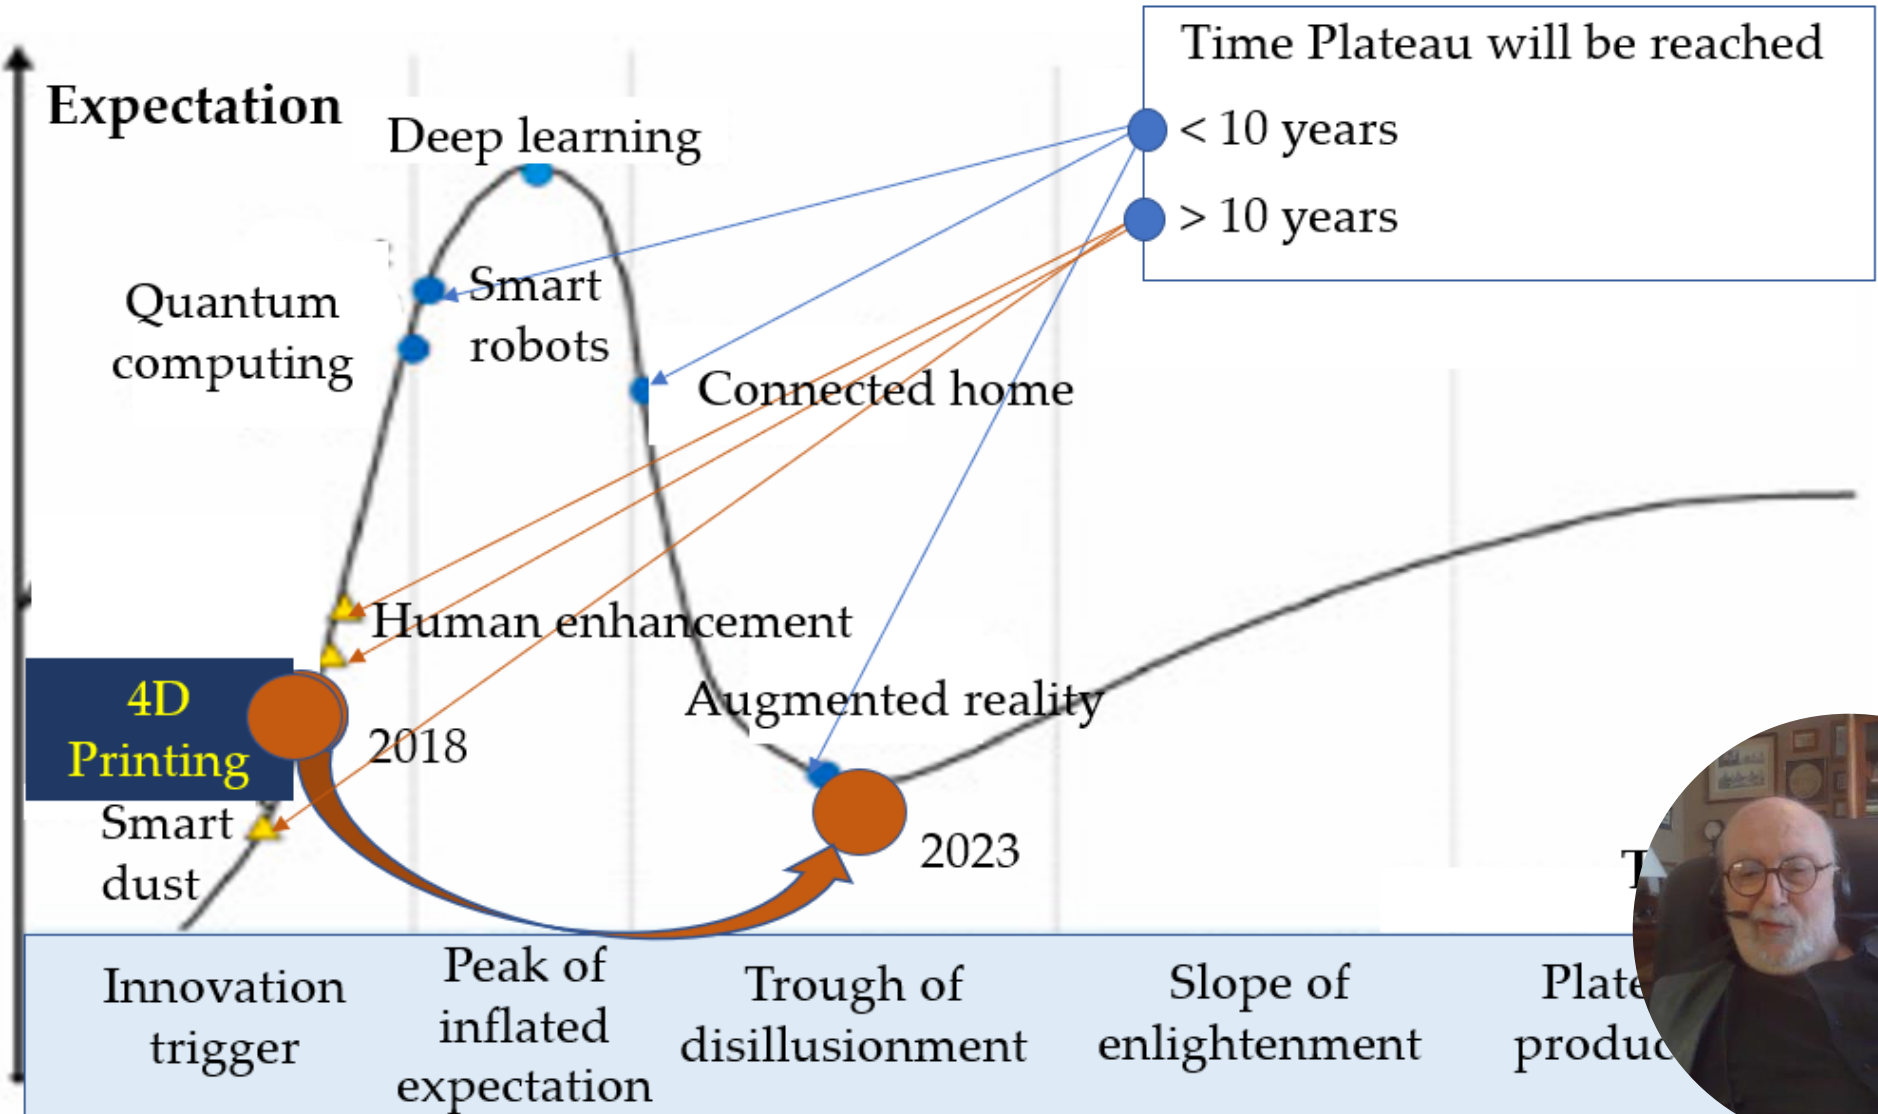 Time Plateau will be reached
< 10 years
> 10 years
Expectation
Deep learning
Quantum
computing
Smart
robots
Connected home
Human enhancement
4D
Printing
2018
Augmented reality
Smart
dust
2023
Innovation
trigger
Peak of
inflated
expectation
Trough of
disillusionment
Slope of
enlightenment